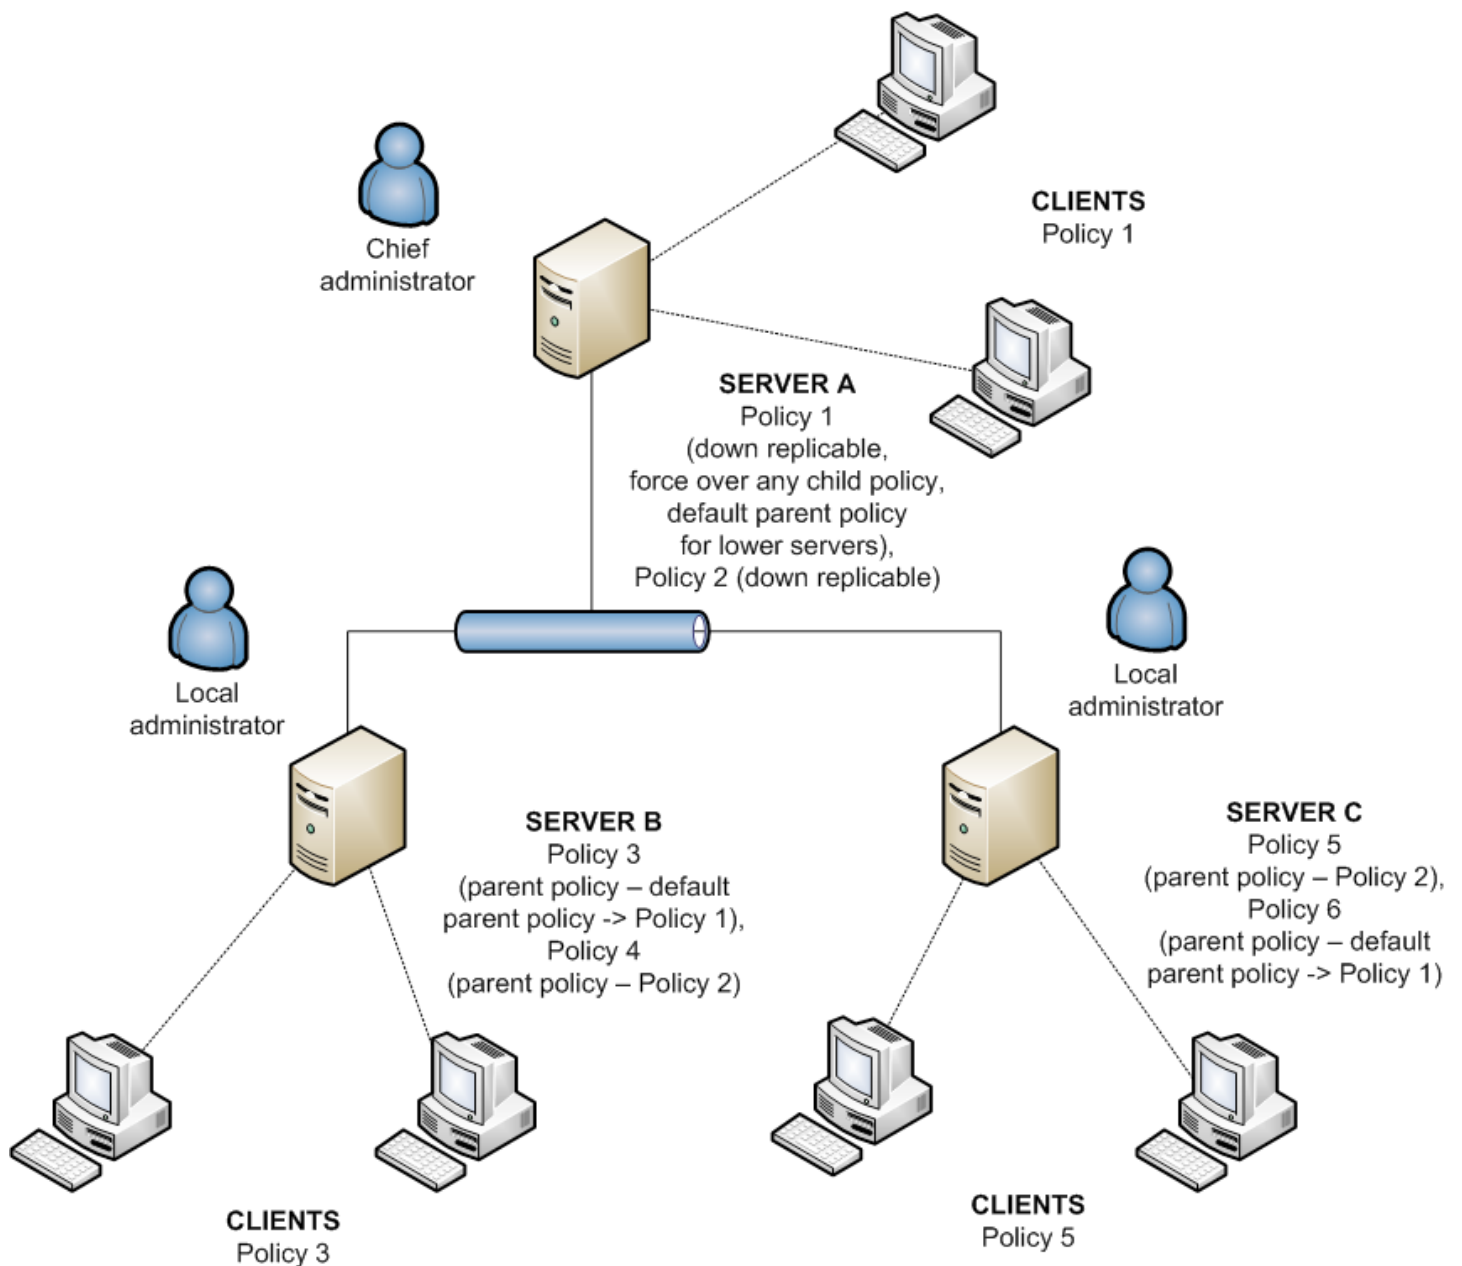 Chief
administrator
CLIENTS
Policy 1
SERVER A
Policy 1
(down replicable,
force over any child policy,
default parent policy
for lower servers),
Policy 2 (down replicable)
Local
administrator
Local
administrator
SERVER B
Policy 3
(parent policy – default
parent policy -> Policy 1),
Policy 4
(parent policy – Policy 2)
SERVER C
Policy 5
(parent policy – Policy 2),
Policy 6
(parent policy – default
parent policy -> Policy 1)
CLIENTS
Policy 3
CLIENTS
Policy 5